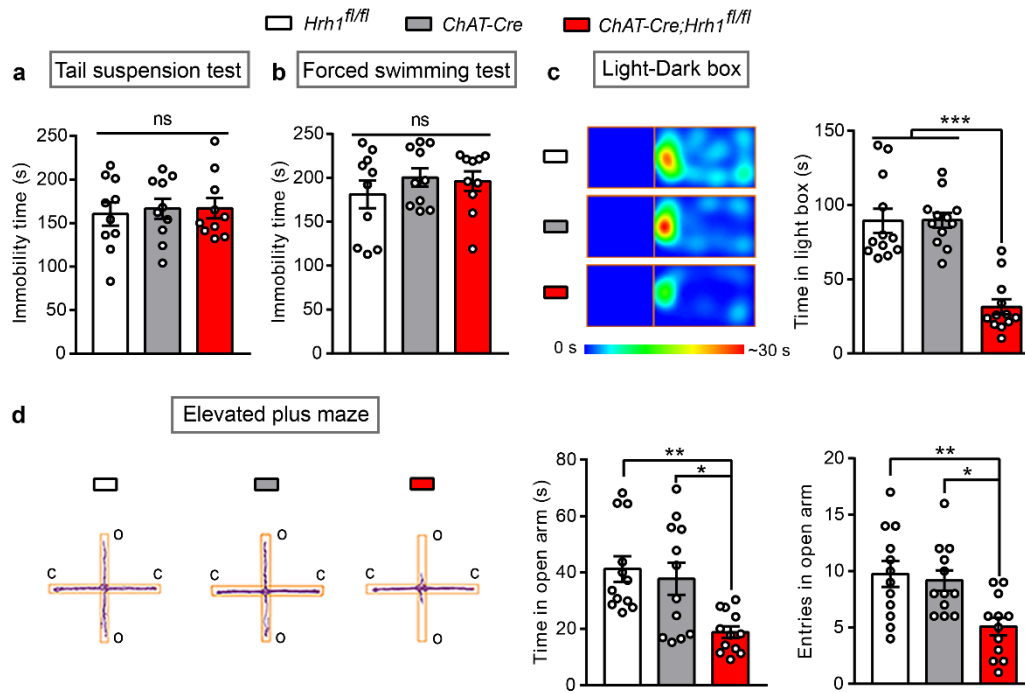 Hrh1fl/fl ChAT-Cre ChAT-Cre;Hrh1fl/fl
a Tail suspension test
b Forced swimming test
c Light-Dark box
ns
Immobility time (s)
250
200
150
100
50
0
ns
Immobility time (s)
250
200
150
100
50
0
0 s ~30 s
***
Time in light box (s)
150
100
50
0
d Elevated plus maze
O
C C
O
O
C C
O
O
C C
O
**
*
Time in open arm (s)
80
60
40
20
0
**
*
Entries in open arm
20
15
10
5
0